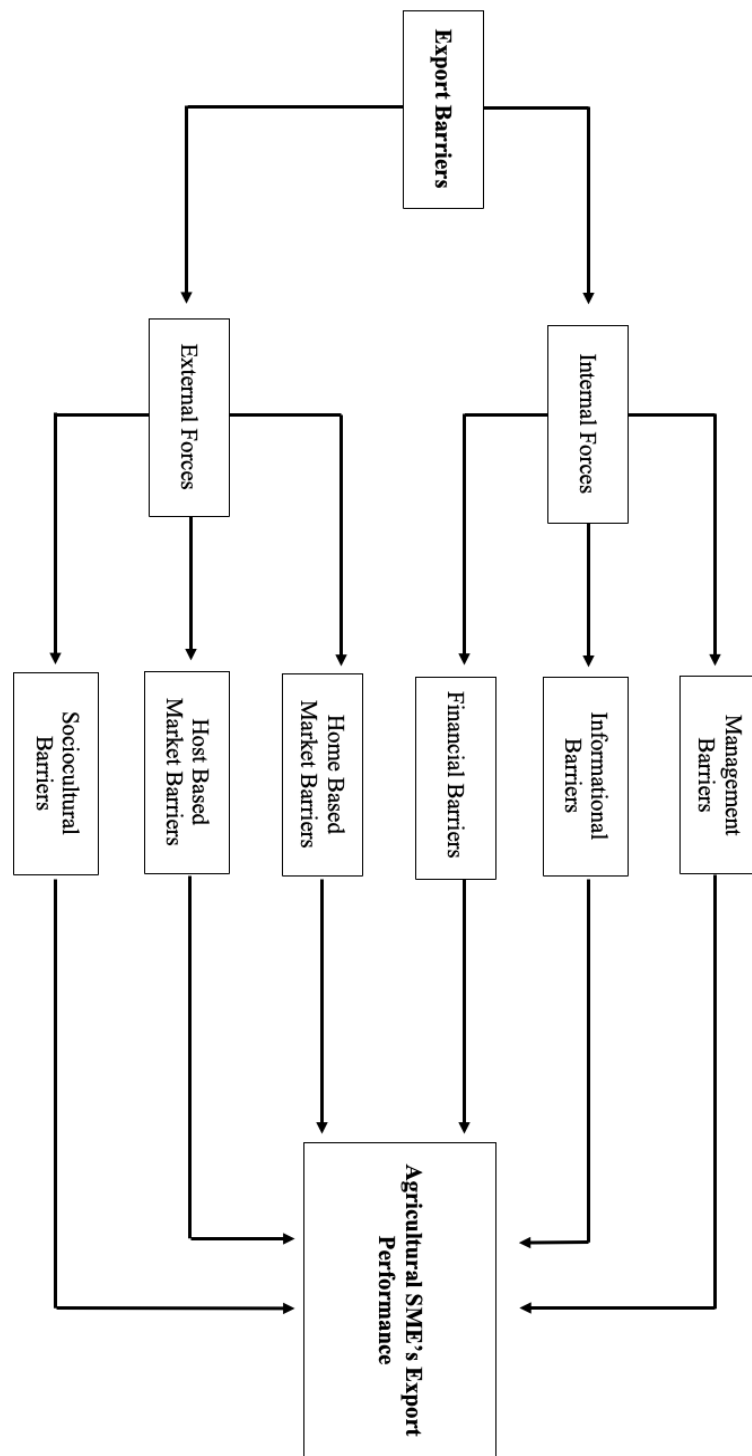 Export Barriers
Internal Forces
External Forces
Management
Barriers
Informational
Barriers
Financial Barriers
Home Based
Market Barriers
Host Based
Market Barriers
Sociocultural
Barriers
Agricultural SME's Export
Performance